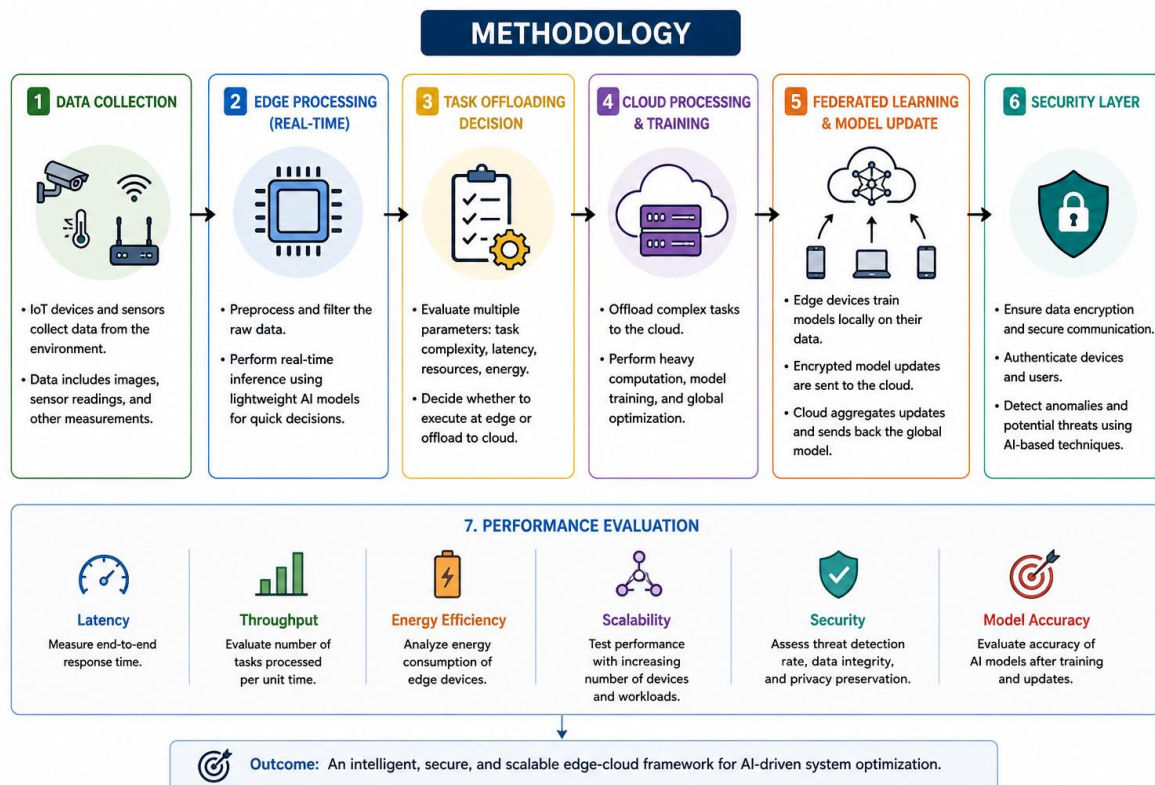 METHODOLOGY
1 DATA COLLECTION
• IoT devices and sensors
collect data from the
environment.
• Data includes images,
sensor readings, and
other measurements.
2 EDGE PROCESSING
(REAL-TIME)
• Preprocess and filter the
raw data.
• Perform real-time
inference using
lightweight AI models
for quick decisions.
3 TASK OFFLOADING
DECISION
• Evaluate multiple
parameters: task
complexity, latency,
resources, energy.
• Decide whether to
execute at edge or
offload to cloud.
4 CLOUD PROCESSING
& TRAINING
• Offload complex tasks
to the cloud.
• Perform heavy
computation, model
training, and global
optimization.
5 FEDERATED LEARNING
& MODEL UPDATE
• Edge devices train
models locally on their
data.
• Encrypted model updates
are sent to the cloud.
• Cloud aggregates updates
and sends back the global
model.
6 SECURITY LAYER
• Ensure data encryption
and secure communication.
• Authenticate devices
and users.
• Detect anomalies and
potential threats using
AI-based techniques.
7. PERFORMANCE EVALUATION
Latency
Measure end-to-end
response time.
Throughput
Evaluate number of
tasks processed
per unit time.
Energy Efficiency
Analyze energy
consumption of
edge devices.
Scalability
Test performance
with increasing
number of devices
and workloads.
Security
Assess threat detection
rate, data integrity,
and privacy preservation.
Model Accuracy
Evaluate accuracy of
AI models after training
and updates.
Outcome: An intelligent, secure, and scalable edge-cloud framework for AI-driven system optimization.